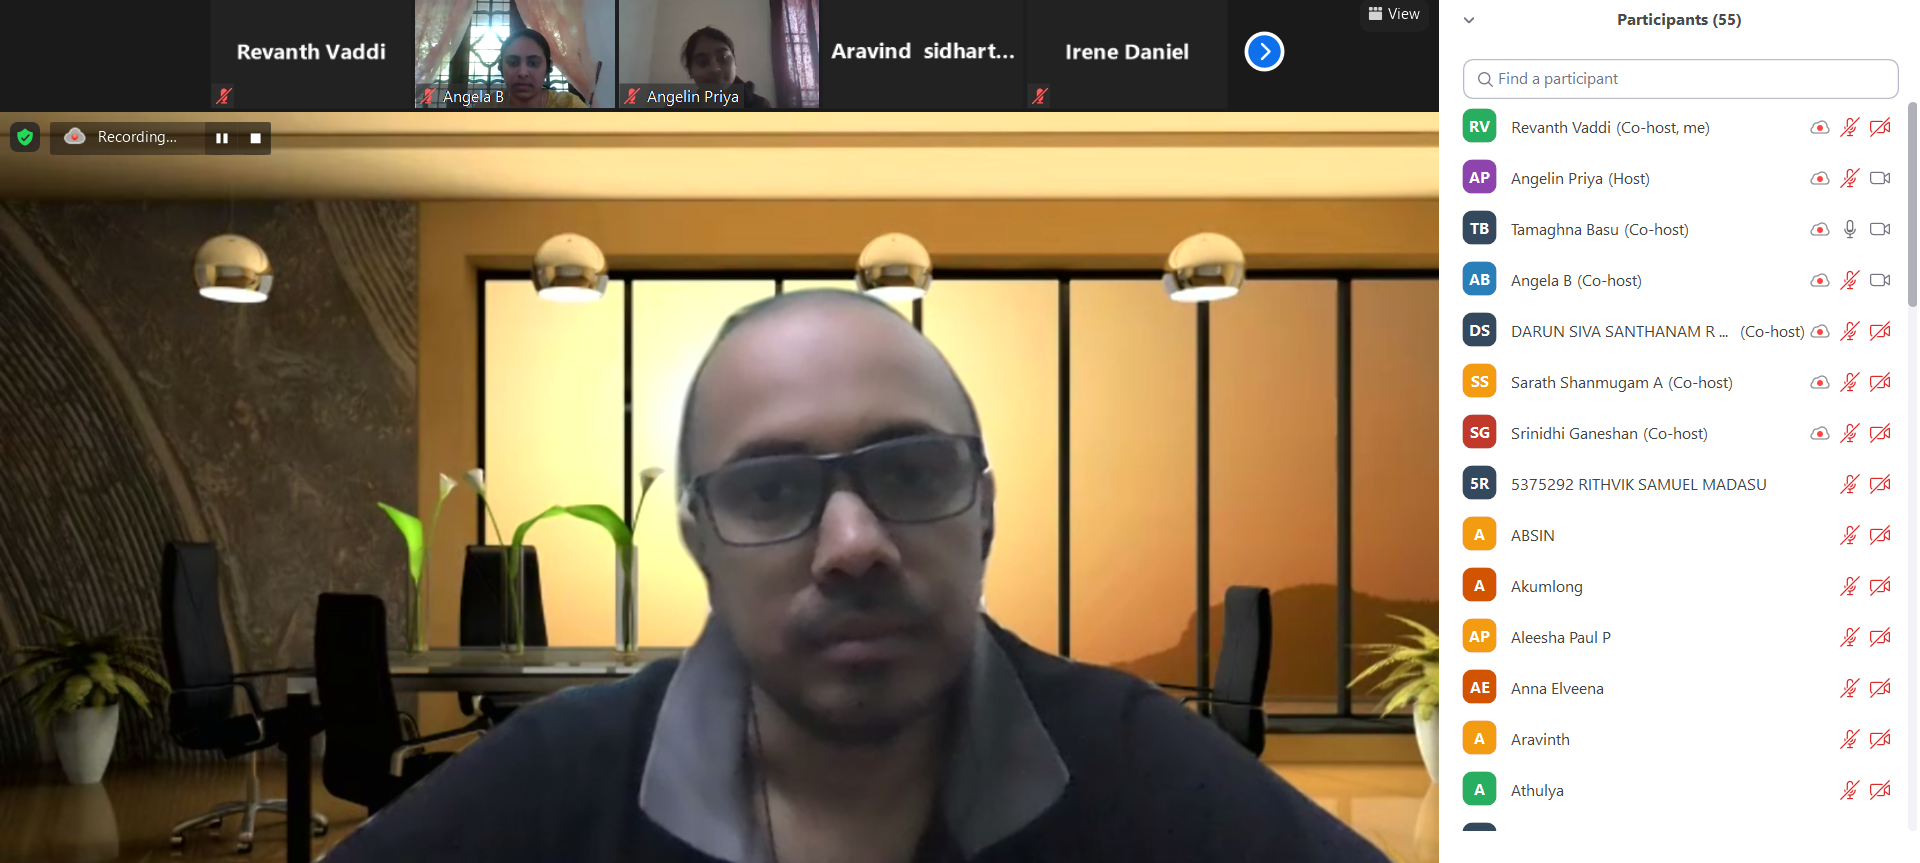 Revanth Vaddi
Angela B
Angelin Priya
Aravind sidhart...
Irene Daniel
View
Recording...
Participants (55)
Find a participant
RV Revanth Vaddi (Co-host, me)
AP Angelin Priya (Host)
TB Tamaghna Basu (Co-host)
AB Angela B (Co-host)
DS DARUN SIVA SANTHANAM R ... (Co-host)
SS Sarath Shanmugam A (Co-host)
SG Srinidhi Ganeshan (Co-host)
5R 5375292 RITHVIK SAMUEL MADASU
A ABSIN
A Akumlong
AP Aleesha Paul P
AE Anna Elveena
A Aravinth
A Athulya